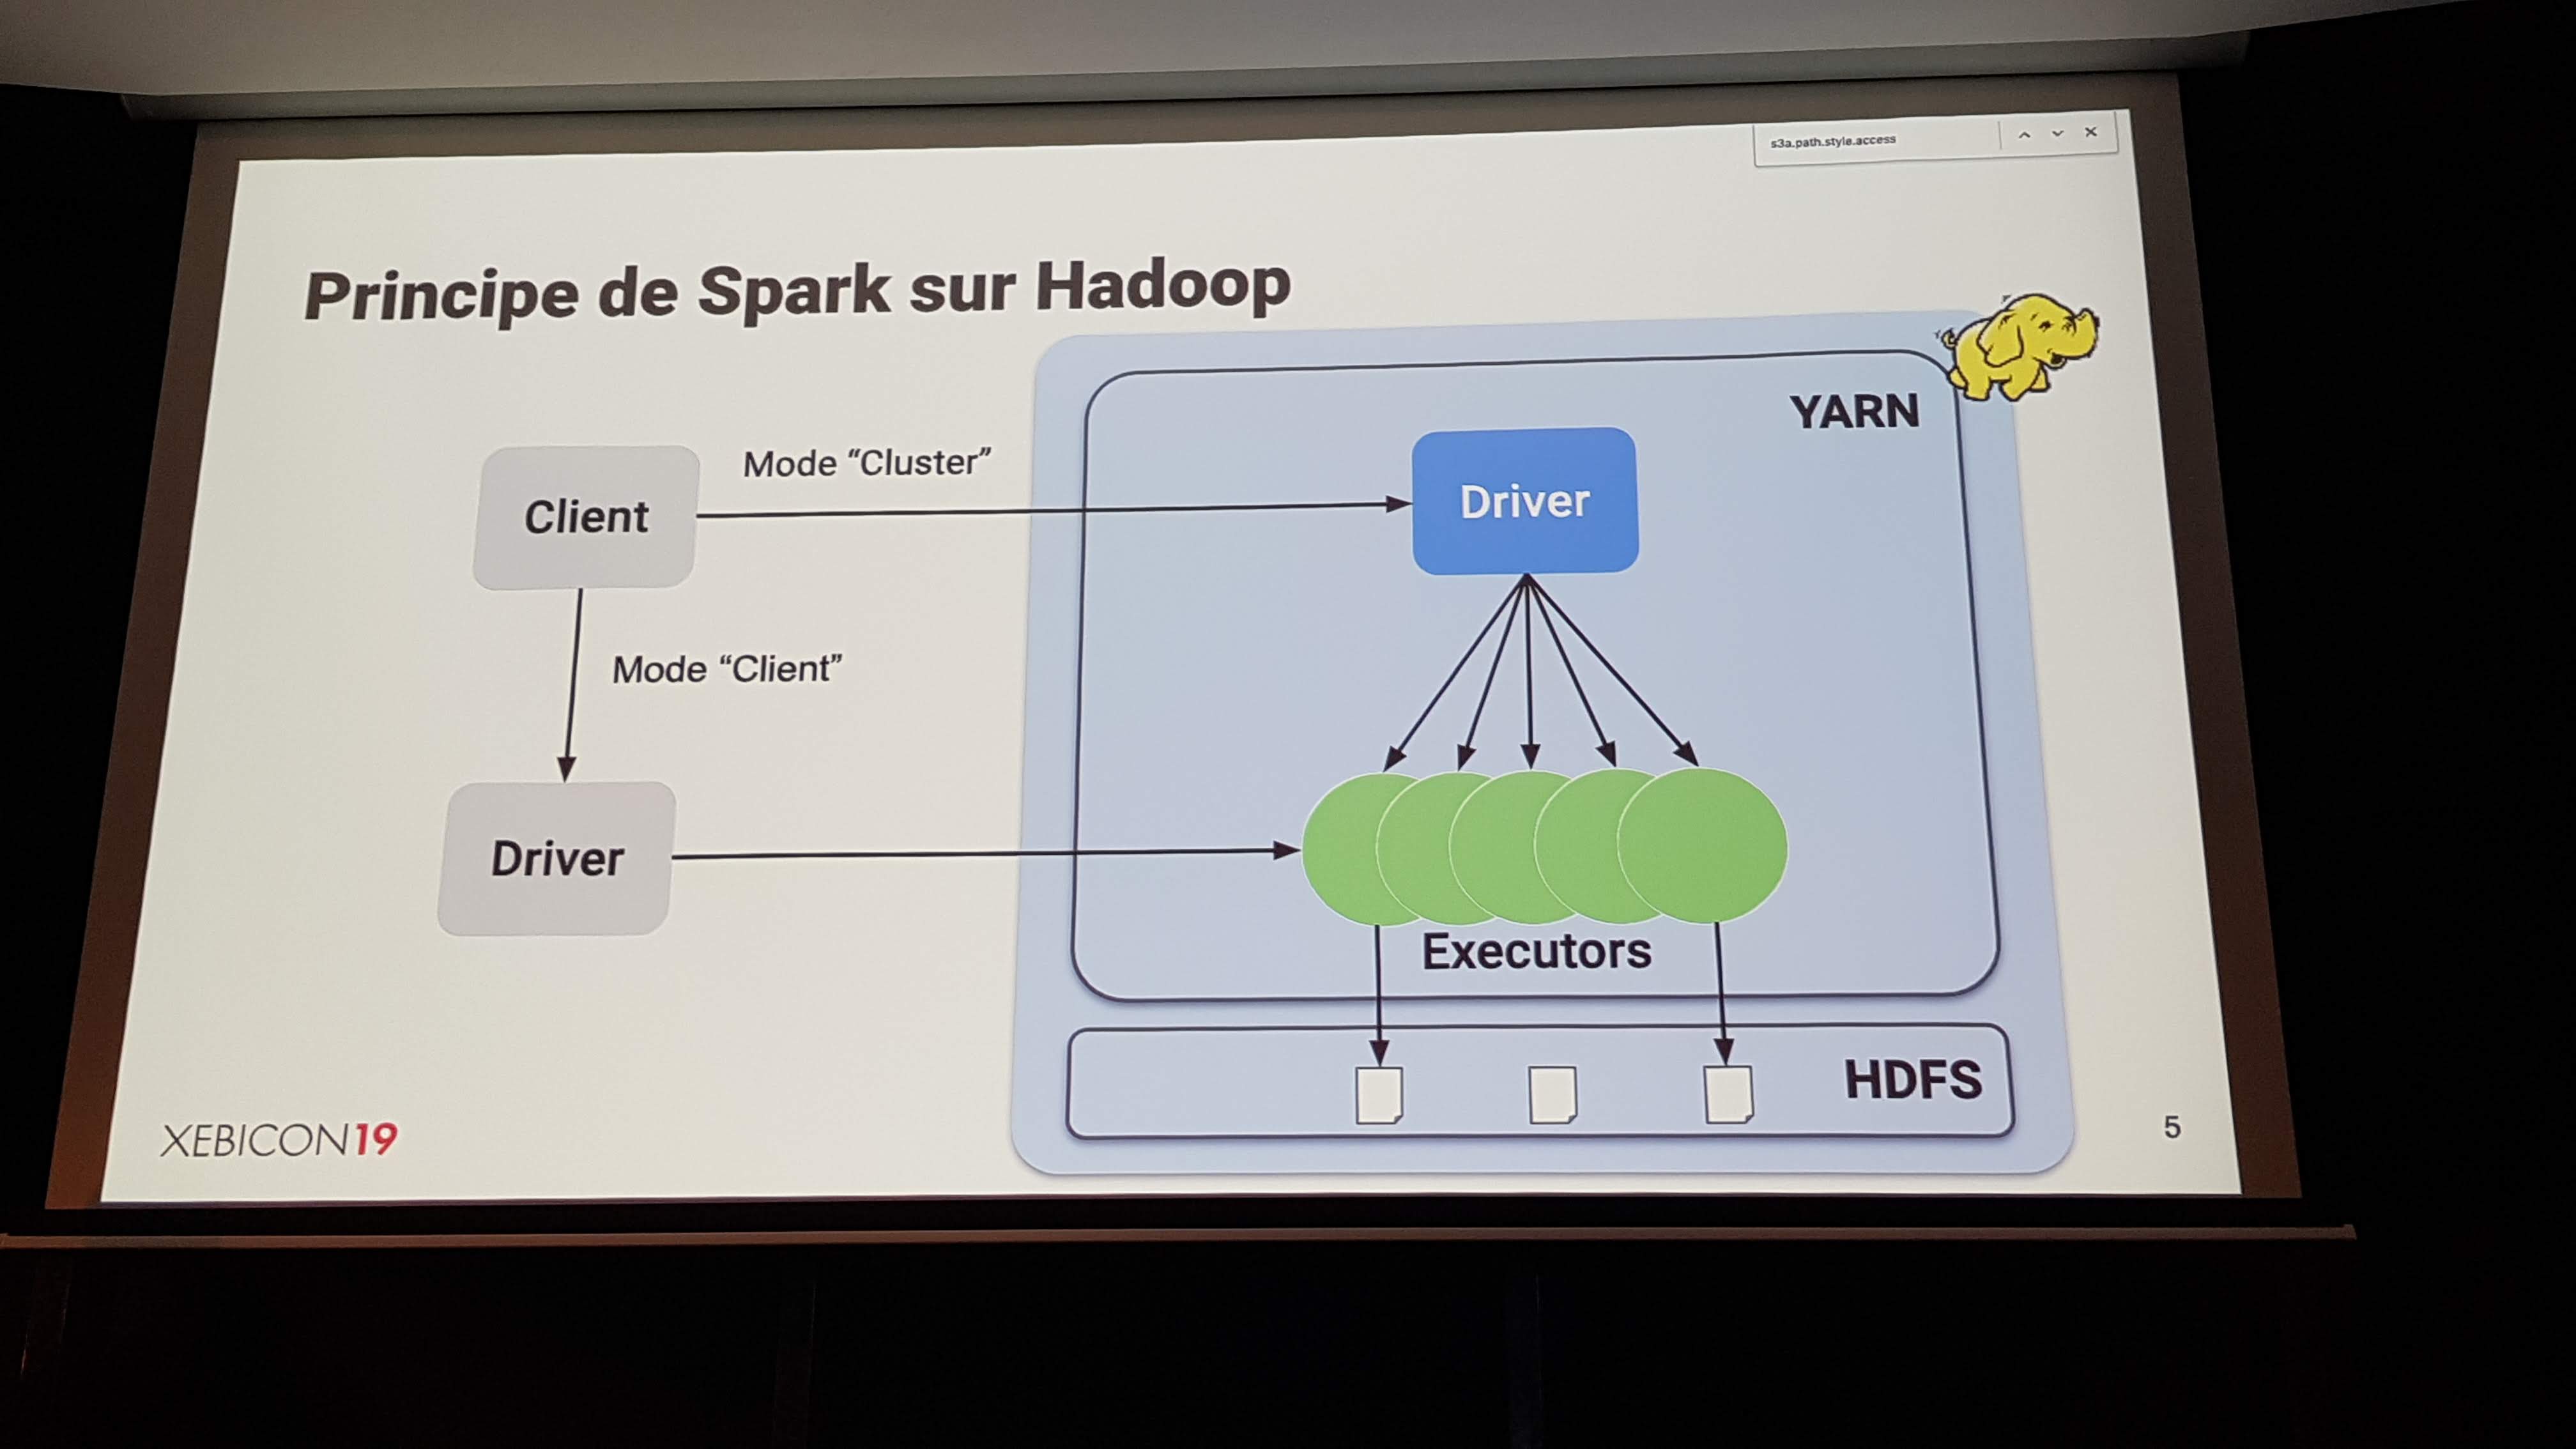 s3a.path.style.access
Principe de Spark sur Hadoop
YARN
Mode “Cluster”
Client
Driver
Mode “Client”
Driver
Executors
HDFS
XEBICON19
5